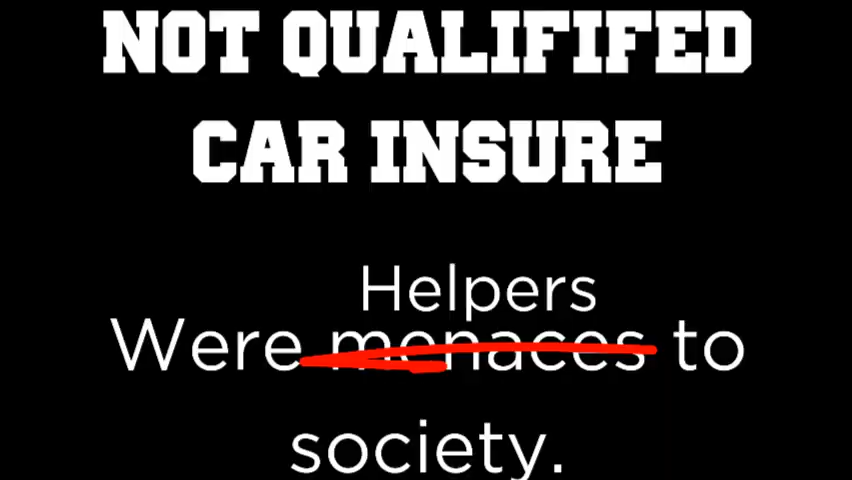 NOT QUALIFIFED
CAR INSURE
Helpers
Were menaces to
society.